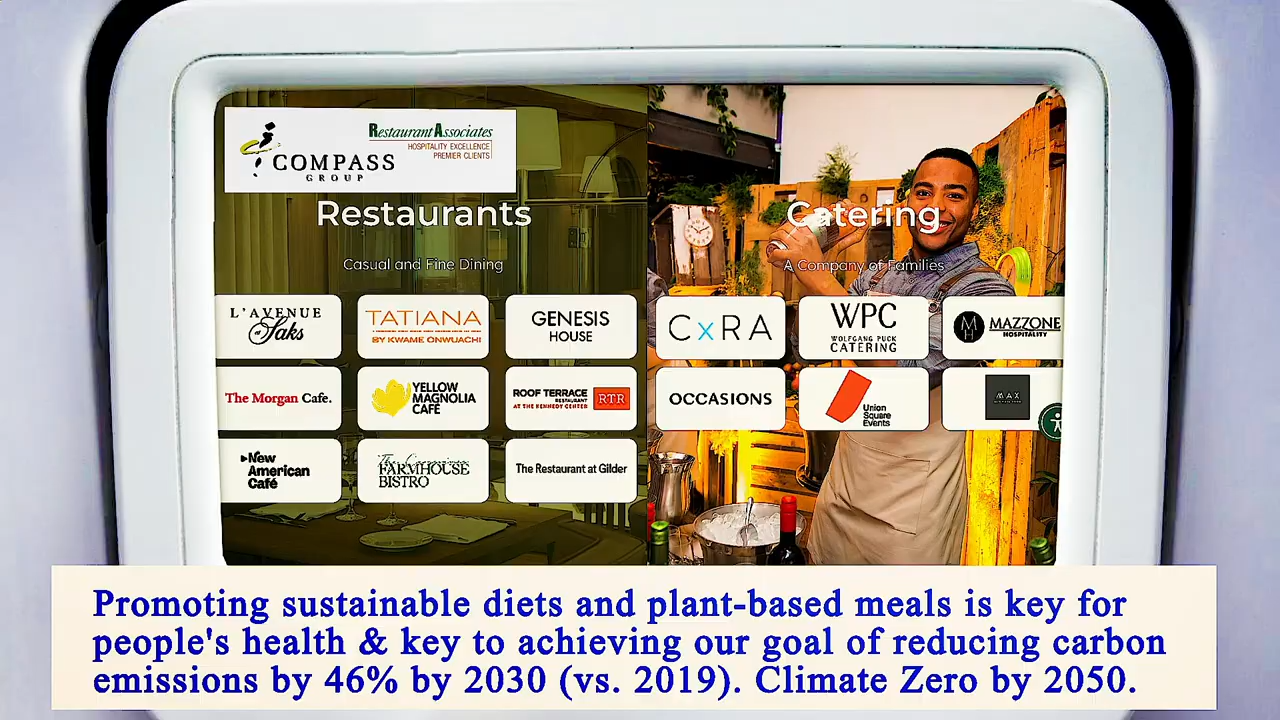 COMPASS
GROUP
Restaurant Associates
HOSPITALITY EXCELLENCE
PREMIER CLIENTS
Restaurants
Casual and Fine Dining
L'AVENUE
Saks
TATIANA
BY KWAME ONWUACHI
GENESIS
HOUSE
The Morgan Cafe.
YELLOW
MAGNOLIA
CAFÉ
ROOF TERRACE
RESTAURANT
AT THE KENNEDY CENTER
RTR
New
American
Café
FARMHOUSE
BISTRO
The Restaurant at Gilder
Catering
A Company of Families
CxRA
WPC
WOLFGANG PUCK
CATERING
MH
MAZZONE
HOSPITALITY
OCCASIONS
Union
Square
Events
MAX
Promoting sustainable diets and plant-based meals is key for
people's health & key to achieving our goal of reducing carbon
emissions by 46% by 2030 (vs. 2019). Climate Zero by 2050.